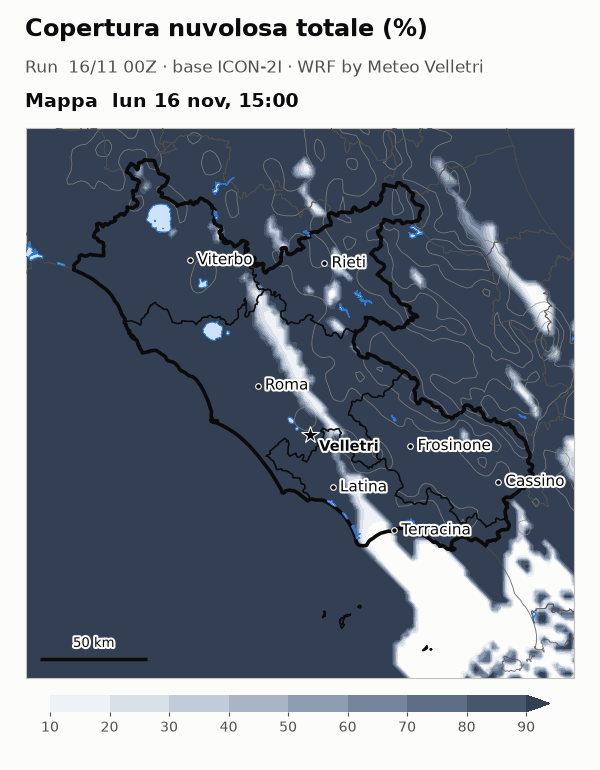 Copertura nuvolosa totale (%)
Run  16/11 00Z · base ICON-2I · WRF by Meteo Velletri
Mappa  lun 16 nov, 15:00
Viterbo
Rieti
Roma
Velletri
Frosinone
Latina
Cassino
Terracina
50 km
10 20 30 40 50 60 70 80 90